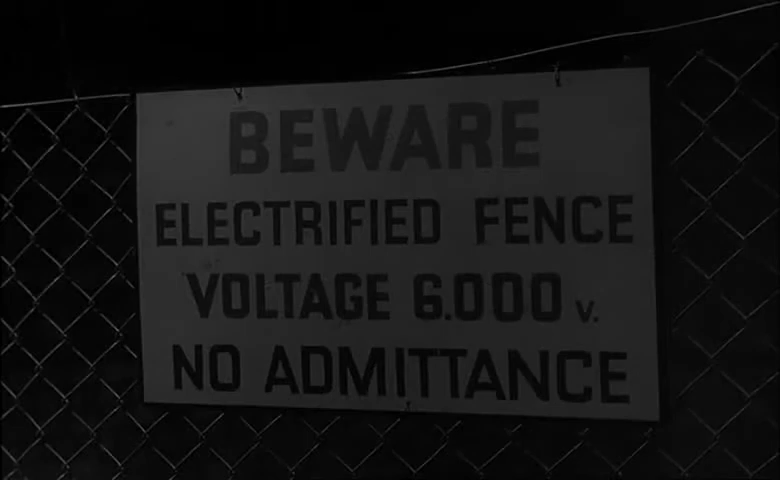 BEWARE
ELECTRIFIED FENCE
VOLTAGE 6.000 v.
NO ADMITTANCE